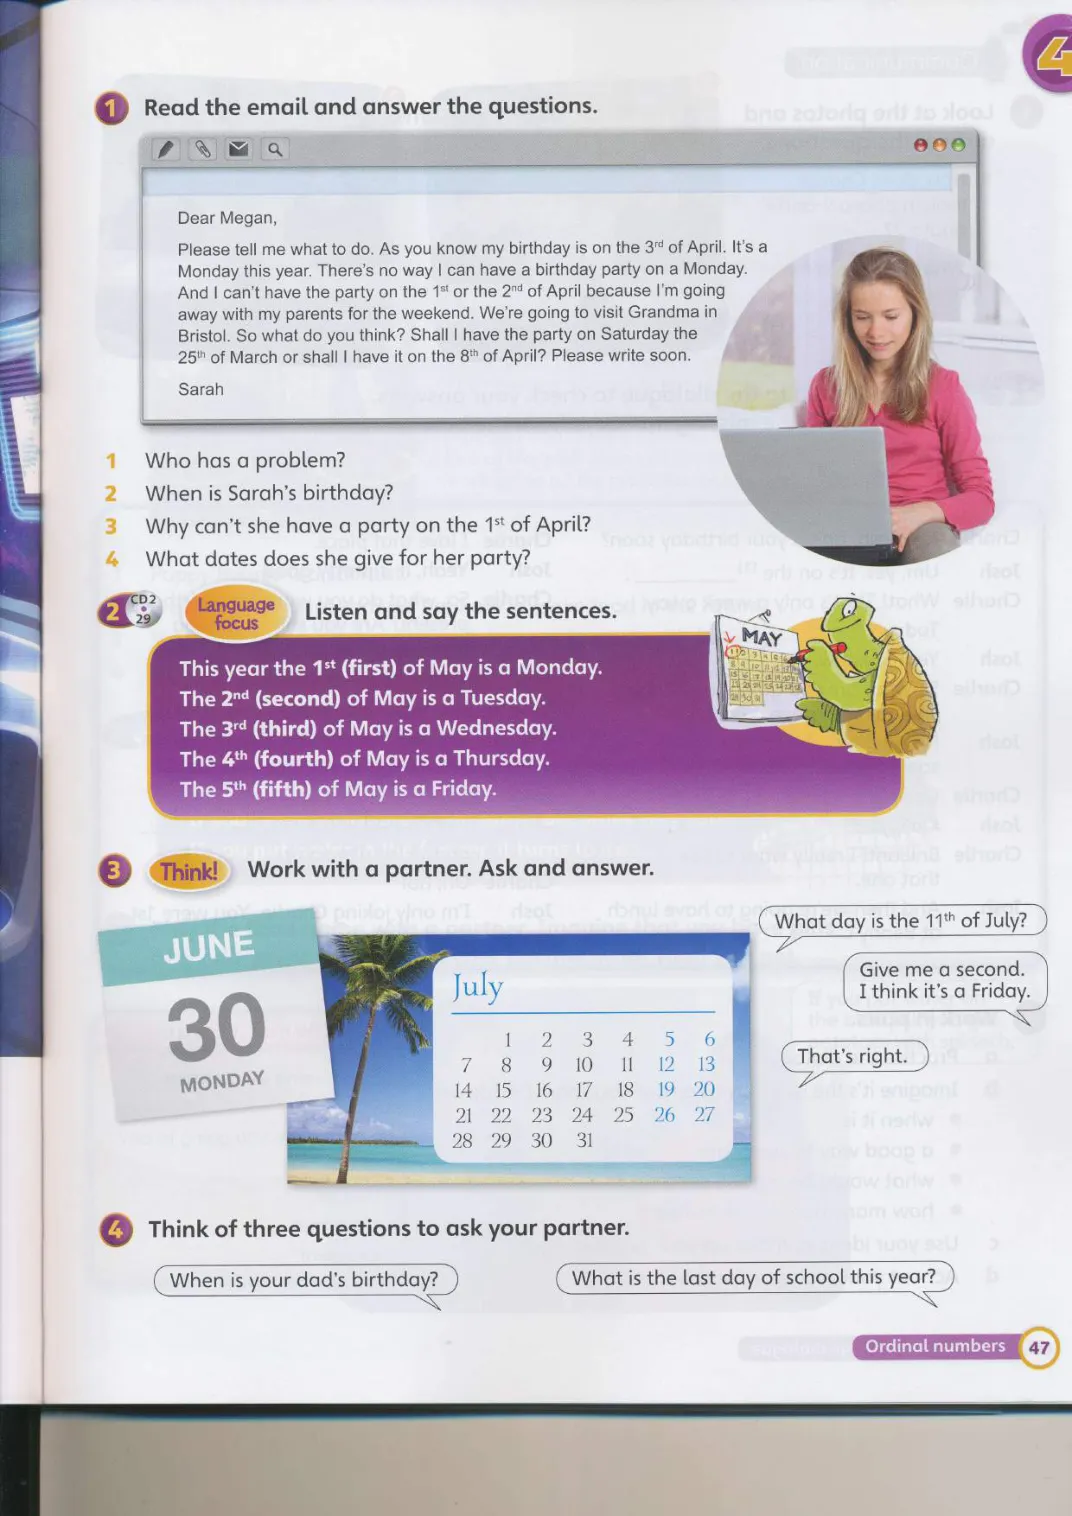 4
1 Read the email and answer the questions.
Dear Megan,
Please tell me what to do. As you know my birthday is on the 3rd of April. It's a
Monday this year. There's no way I can have a birthday party on a Monday.
And I can't have the party on the 1st or the 2nd of April because I'm going
away with my parents for the weekend. We're going to visit Grandma in
Bristol. So what do you think? Shall I have the party on Saturday the
25th of March or shall I have it on the 8th of April? Please write soon.
Sarah
1 Who has a problem?
2 When is Sarah's birthday?
3 Why can't she have a party on the 1st of April?
4 What dates does she give for her party?
2 CD2 29 Language focus Listen and say the sentences.
MAY
This year the 1st (first) of May is a Monday.
The 2nd (second) of May is a Tuesday.
The 3rd (third) of May is a Wednesday.
The 4th (fourth) of May is a Thursday.
The 5th (fifth) of May is a Friday.
3 Think! Work with a partner. Ask and answer.
JUNE
30
MONDAY
July
1 2 3 4 5 6
7 8 9 10 11 12 13
14 15 16 17 18 19 20
21 22 23 24 25 26 27
28 29 30 31
What day is the 11th of July?
Give me a second.
I think it's a Friday.
That's right.
4 Think of three questions to ask your partner.
When is your dad's birthday?
What is the last day of school this year?
Ordinal numbers 47